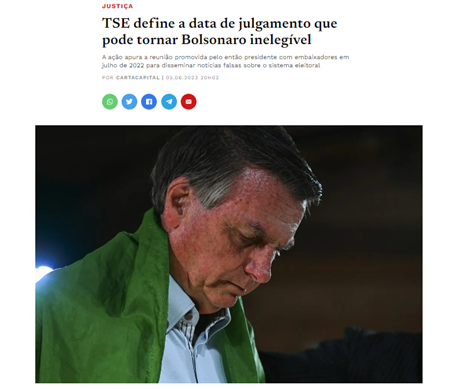 JUSTIÇA
TSE define a data de julgamento que
pode tornar Bolsonaro inelegível
A ação apura a reunião promovida pelo então presidente com embaixadores em
julho de 2022 para disseminar notícias falsas sobre o sistema eleitoral
POR CARTACAPITAL | 05.06.2023 20H03